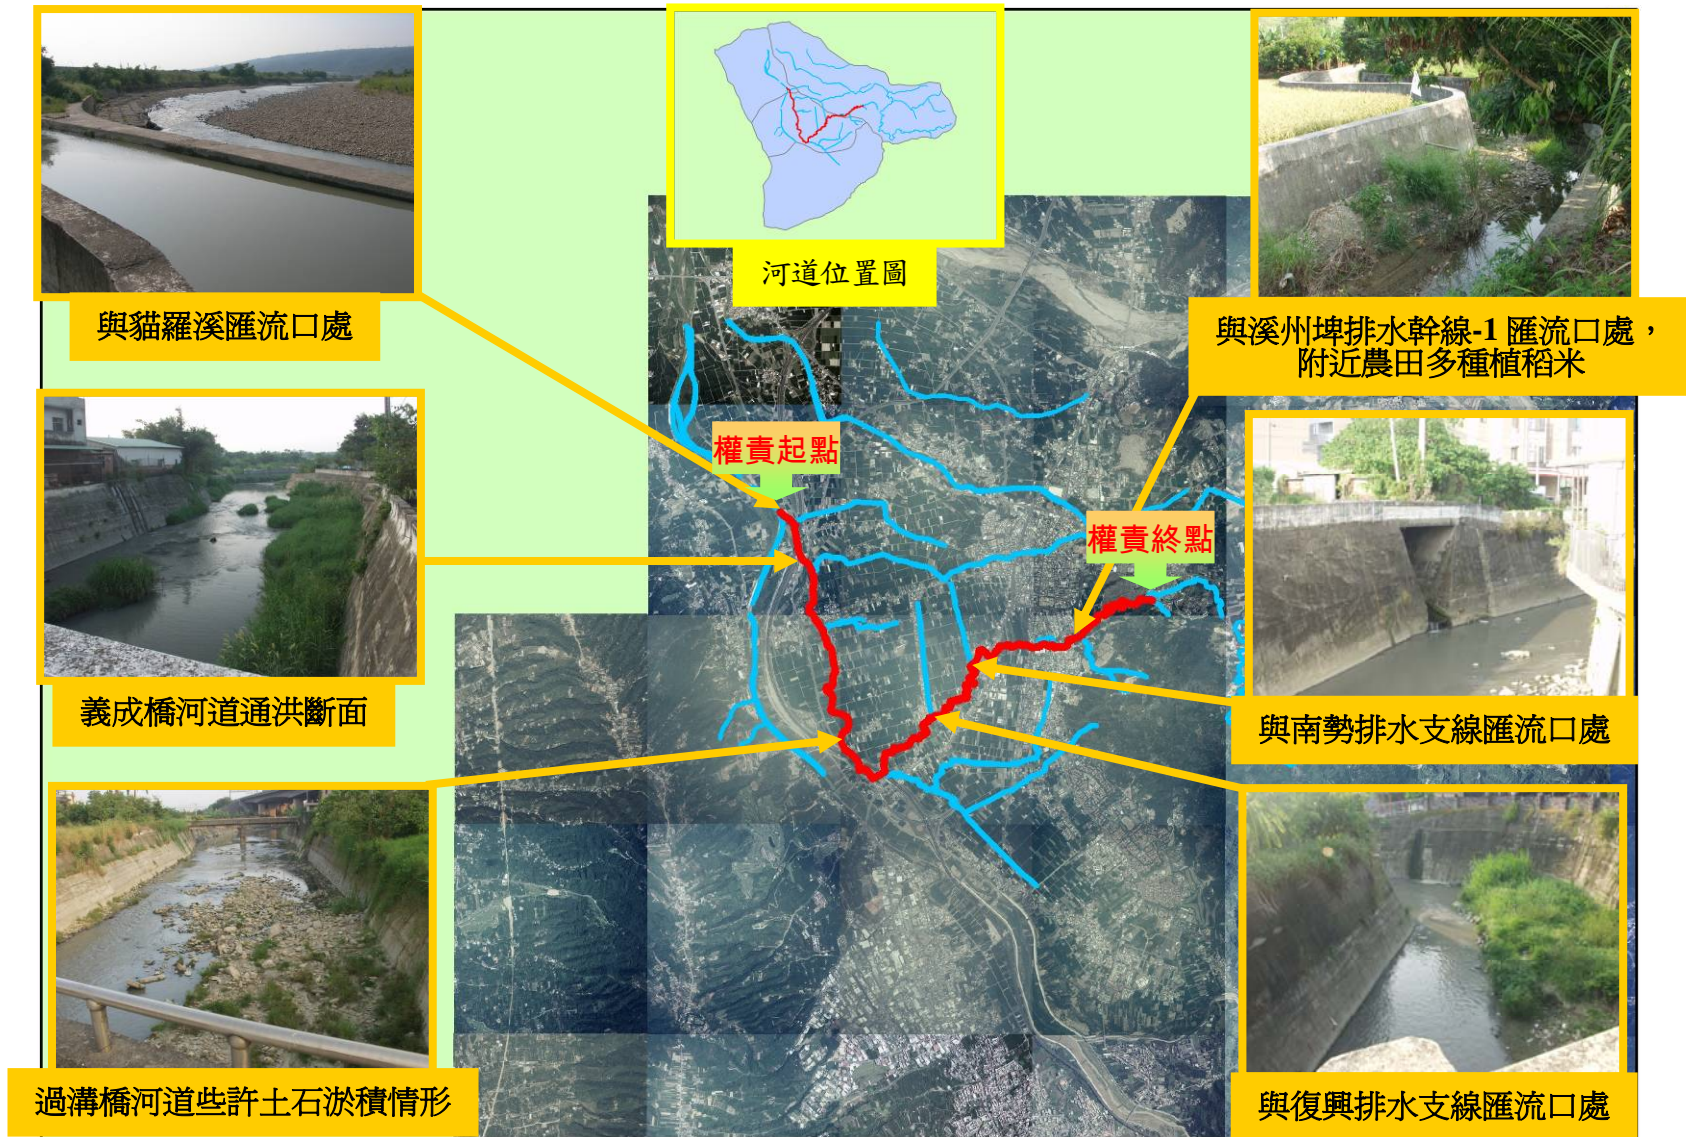 河道位置圖
與貓羅溪匯流口處
與溪州埤排水幹線-1 匯流口處，
附近農田多種植稻米
權責起點
權責終點
義成橋河道通洪斷面
與南勢排水支線匯流口處
過溝橋河道些許土石淤積情形
與復興排水支線匯流口處